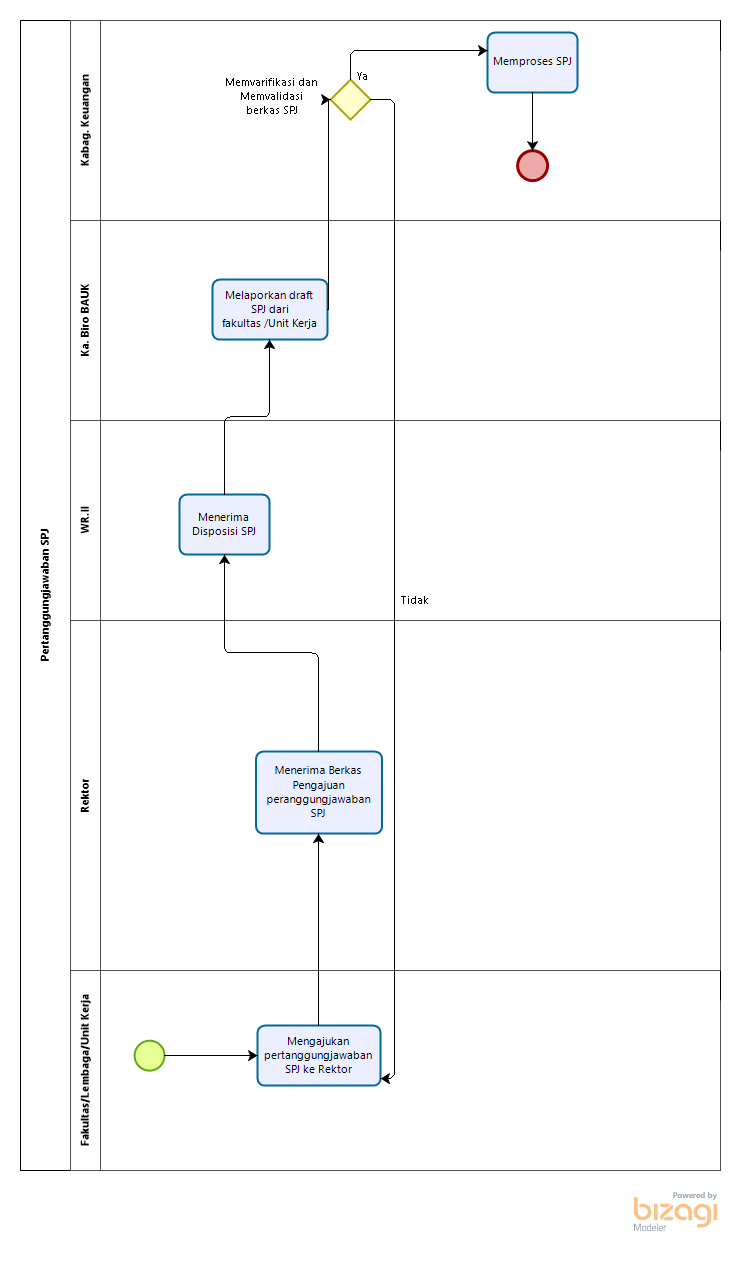 Pertanggungjawaban SPJ
Kabag. Keuangan
Memvarifikasi dan
Memvalidasi
berkas SPJ
Ya
Memproses SPJ
Ka. Biro BAUK
Melaporkan draft
SPJ dari
fakultas /Unit Kerja
WR.II
Menerima
Disposisi SPJ
Tidak
Rektor
Menerima Berkas
Pengajuan
peranggungjawaban
SPJ
Fakultas/Lembaga/Unit Kerja
Mengajukan
pertanggungjawaban
SPJ ke Rektor
Powered by
bizagi
Modeler